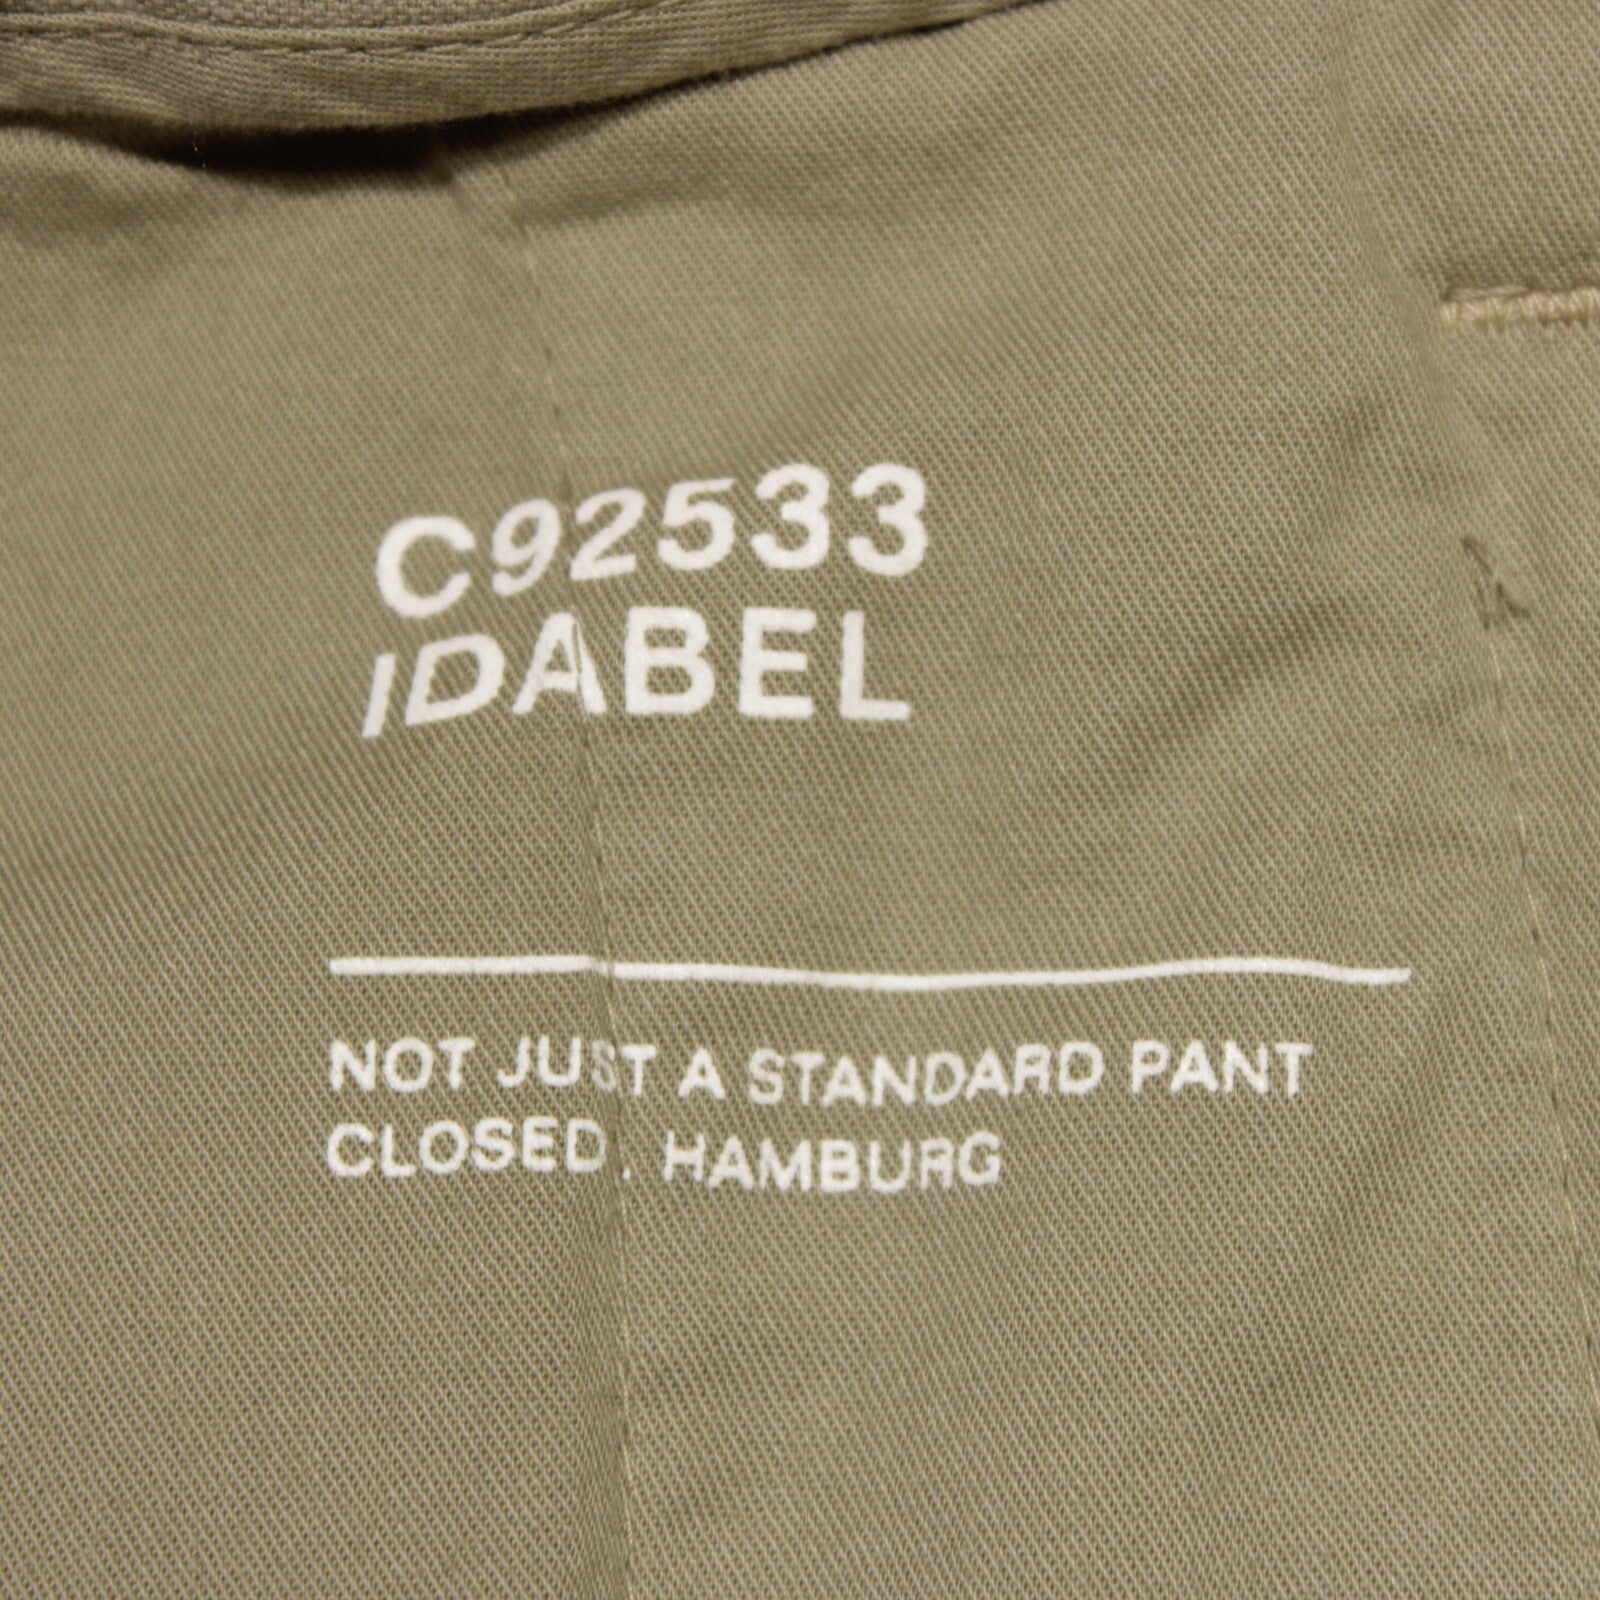 C92533
IDABEL
NOT JUST A STANDARD PANT
CLOSED. HAMBURG